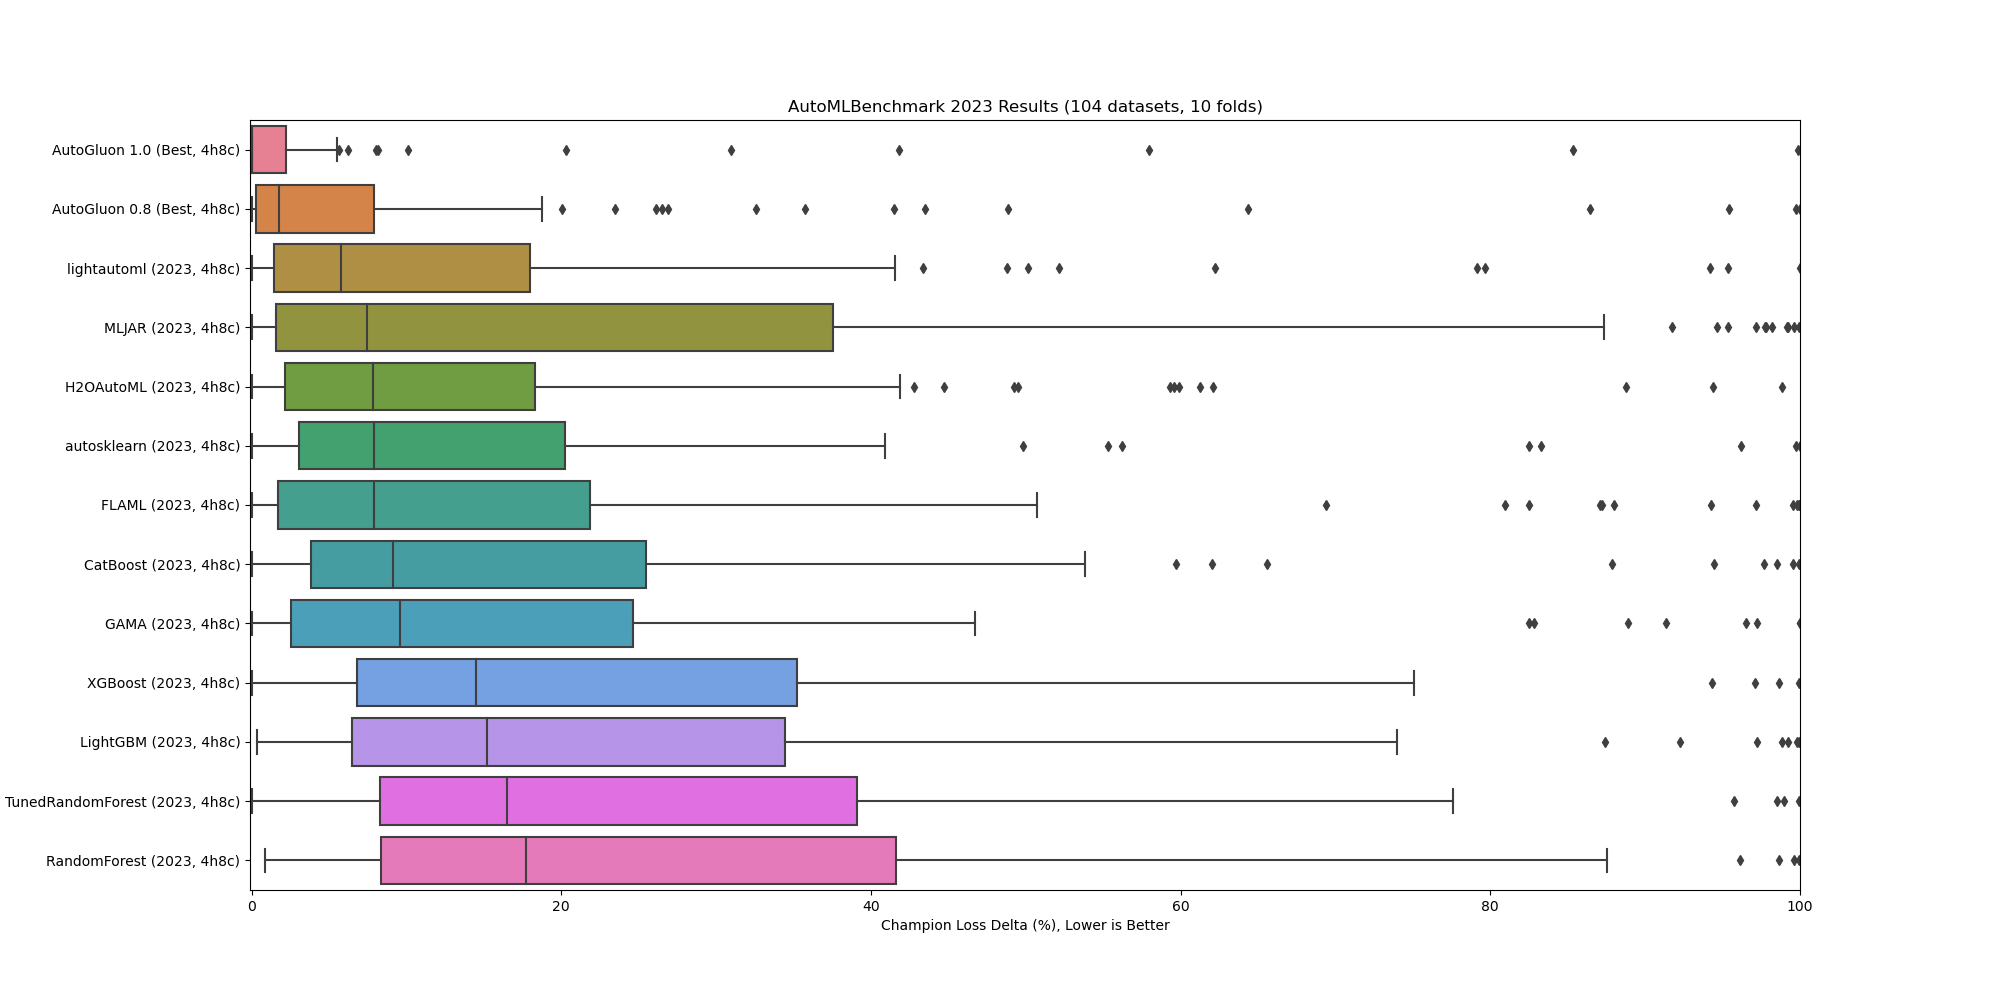 AutoMLBenchmark 2023 Results (104 datasets, 10 folds)
AutoGluon 1.0 (Best, 4h8c)
AutoGluon 0.8 (Best, 4h8c)
lightautoml (2023, 4h8c)
MLJAR (2023, 4h8c)
H2OAutoML (2023, 4h8c)
autosklearn (2023, 4h8c)
FLAML (2023, 4h8c)
CatBoost (2023, 4h8c)
GAMA (2023, 4h8c)
XGBoost (2023, 4h8c)
LightGBM (2023, 4h8c)
TunedRandomForest (2023, 4h8c)
RandomForest (2023, 4h8c)
0 20 40 60 80 100
Champion Loss Delta (%), Lower is Better